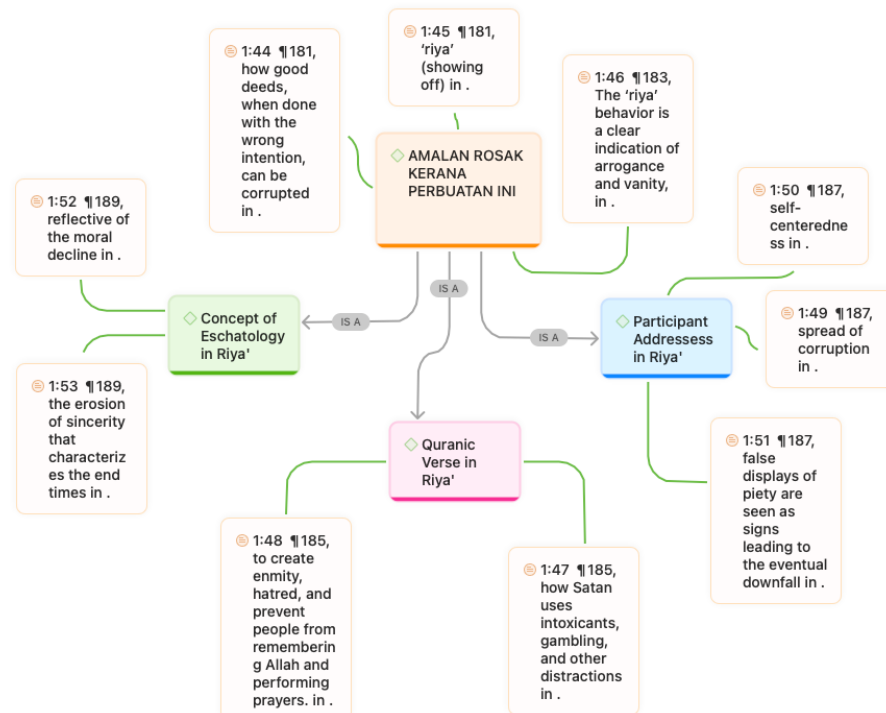 1:44 ¶181,
how good
deeds,
when done
with the
wrong
intention,
can be
corrupted
in .
1:45 ¶181,
‘riya’
(showing
off) in .
1:46 ¶183,
The ‘riya’
behavior is
a clear
indication of
arrogance
and vanity,
in .
AMALAN ROSAK
KERANA
PERBUATAN INI
1:52 ¶189,
reflective of
the moral
decline in .
1:50 ¶187,
self-
centeredne
ss in .
IS A
IS A
IS A
Concept of
Eschatology
in Riya'
Participant
Addressess
in Riya'
1:49 ¶187,
spread of
corruption
in .
1:53 ¶189,
the erosion
of sincerity
that
characteriz
es the end
times in .
Quranic
Verse in
Riya'
1:51 ¶187,
false
displays of
piety are
seen as
signs
leading to
the eventual
downfall in .
1:48 ¶185,
to create
enmity,
hatred, and
prevent
people from
rememberin
g Allah and
performing
prayers. in .
1:47 ¶185,
how Satan
uses
intoxicants,
gambling,
and other
distractions
in .